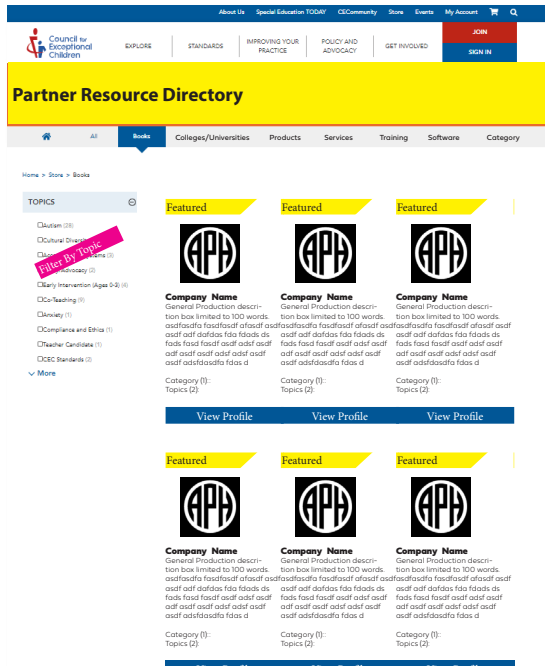 About Us Special Education TODAY CECommunity Store Events My Account
Council for
Exceptional
Children
EXPLORE
STANDARDS
IMPROVING YOUR
PRACTICE
POLICY AND
ADVOCACY
GET INVOLVED
JOIN
SIGN IN
Partner Resource Directory
All Books Colleges/Universities Products Services Training Software Category
Home > Store > Books
TOPICS
Autism (28)
Cultural
(3)
Advocacy (2)
Early Intervention (Ages 0-3) (4)
Co-Teaching (9)
Anxiety (1)
Compliance and Ethics (1)
Teacher Candidate (1)
CEC Standards (3)
More
Filter By Topic
Featured
APH
Company Name
General Production descri-
tion box limited to 100 words.
asdfasdfa fasdfasdf afasdf asdf
asdf adf dafdas fda fdads ds
fads fasd fasdf asdf adsf asdf
adf asdf asdf adsf adsf asdf
asdf adsfdasdfa fdas d
Category (1)::
Topics (2):
View Profile
Featured
APH
Company Name
General Production descri-
tion box limited to 100 words.
asdfasdfa fasdfasdf afasdf asdf
asdf adf dafdas fda fdads ds
fads fasd fasdf asdf adsf asdf
adf asdf asdf adsf adsf asdf
asdf adsfdasdfa fdas d
Category (1)::
Topics (2):
View Profile
Featured
APH
Company Name
General Production descri-
tion box limited to 100 words.
asdfasdfa fasdfasdf afasdf asdf
asdf adf dafdas fda fdads ds
fads fasd fasdf asdf adsf asdf
adf asdf asdf adsf adsf asdf
asdf adsfdasdfa fdas d
Category (1)::
Topics (2):
View Profile
Featured
APH
Company Name
General Production descri-
tion box limited to 100 words.
asdfasdfa fasdfasdf afasdf asdf
asdf adf dafdas fda fdads ds
fads fasd fasdf asdf adsf asdf
adf asdf asdf adsf adsf asdf
asdf adsfdasdfa fdas d
Category (1)::
Topics (2):
View Profile
Featured
APH
Company Name
General Production descri-
tion box limited to 100 words.
asdfasdfa fasdfasdf afasdf asdf
asdf adf dafdas fda fdads ds
fads fasd fasdf asdf adsf asdf
adf asdf asdf adsf adsf asdf
asdf adsfdasdfa fdas d
Category (1)::
Topics (2):
View Profile
Featured
APH
Company Name
General Production descri-
tion box limited to 100 words.
asdfasdfa fasdfasdf afasdf asdf
asdf adf dafdas fda fdads ds
fads fasd fasdf asdf adsf asdf
adf asdf asdf adsf adsf asdf
asdf adsfdasdfa fdas d
Category (1)::
Topics (2):
View Profile